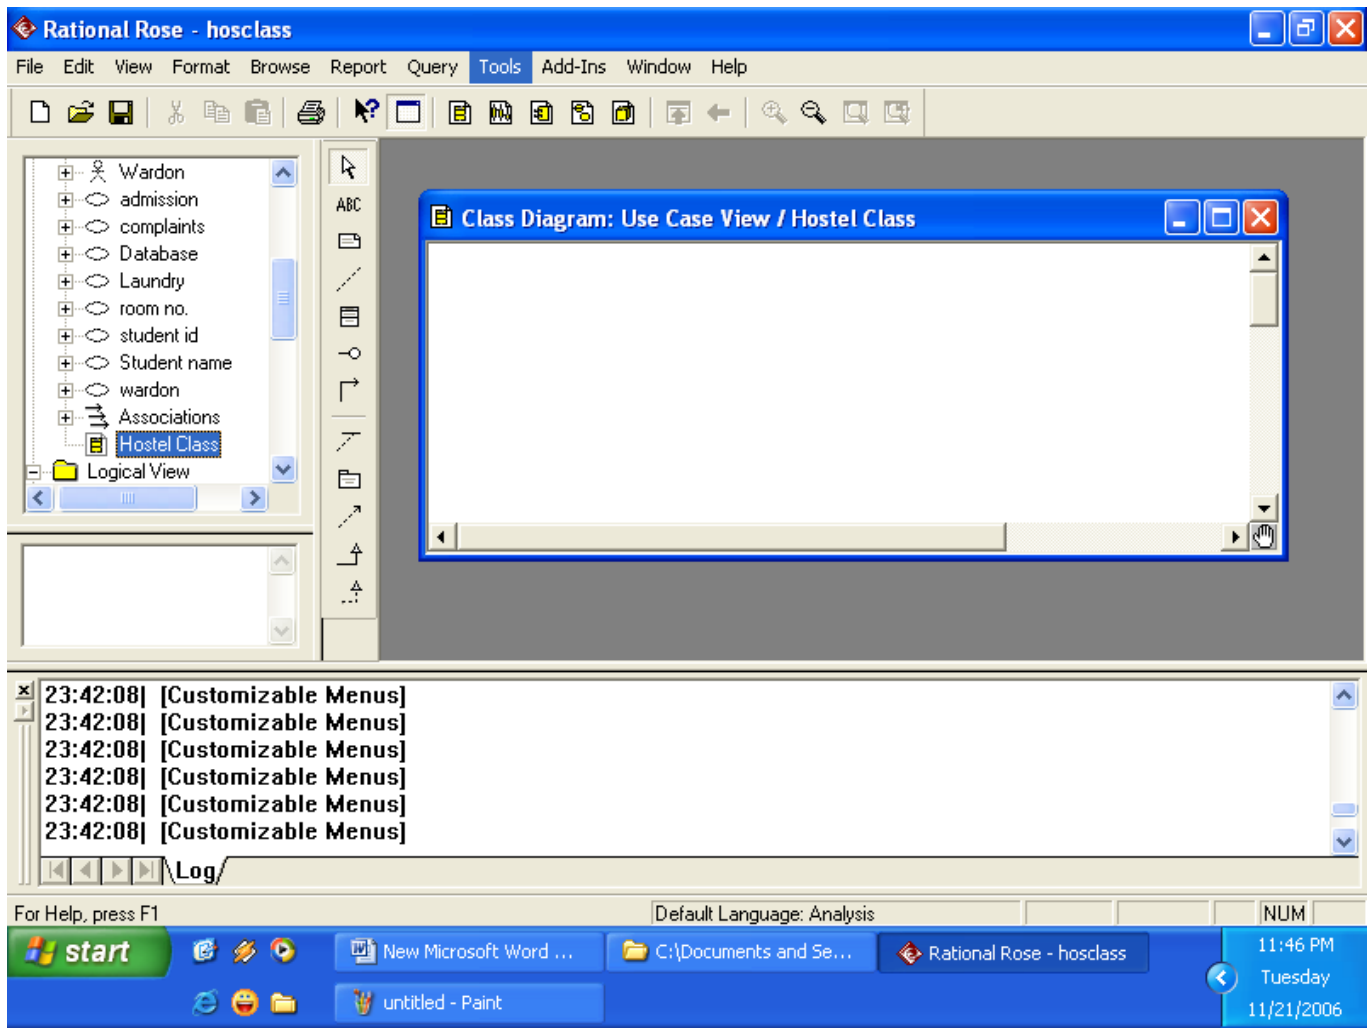 Rational Rose - hosclass
File Edit View Format Browse Report Query Tools Add-Ins Window Help
Wardon
admission
complaints
Database
Laundry
room no.
student id
Student name
wardon
Associations
Hostel Class
Logical View
ABC
Class Diagram: Use Case View / Hostel Class
23:42:08| [Customizable Menus]
23:42:08| [Customizable Menus]
23:42:08| [Customizable Menus]
23:42:08| [Customizable Menus]
23:42:08| [Customizable Menus]
23:42:08| [Customizable Menus]
Log
For Help, press F1 Default Language: Analysis NUM
start New Microsoft Word ... C:\Documents and Se... Rational Rose - hosclass 11:46 PM
Tuesday
untitled - Paint 11/21/2006